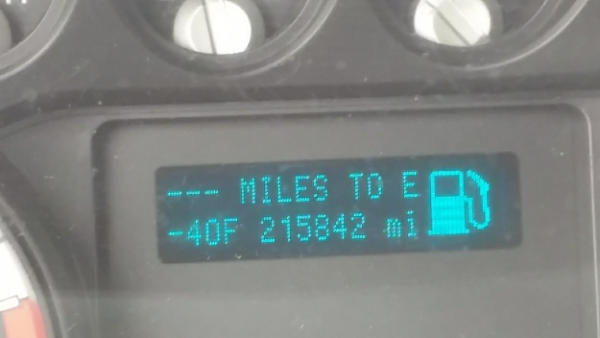 --- MILES TO E
-40F 215842 mi